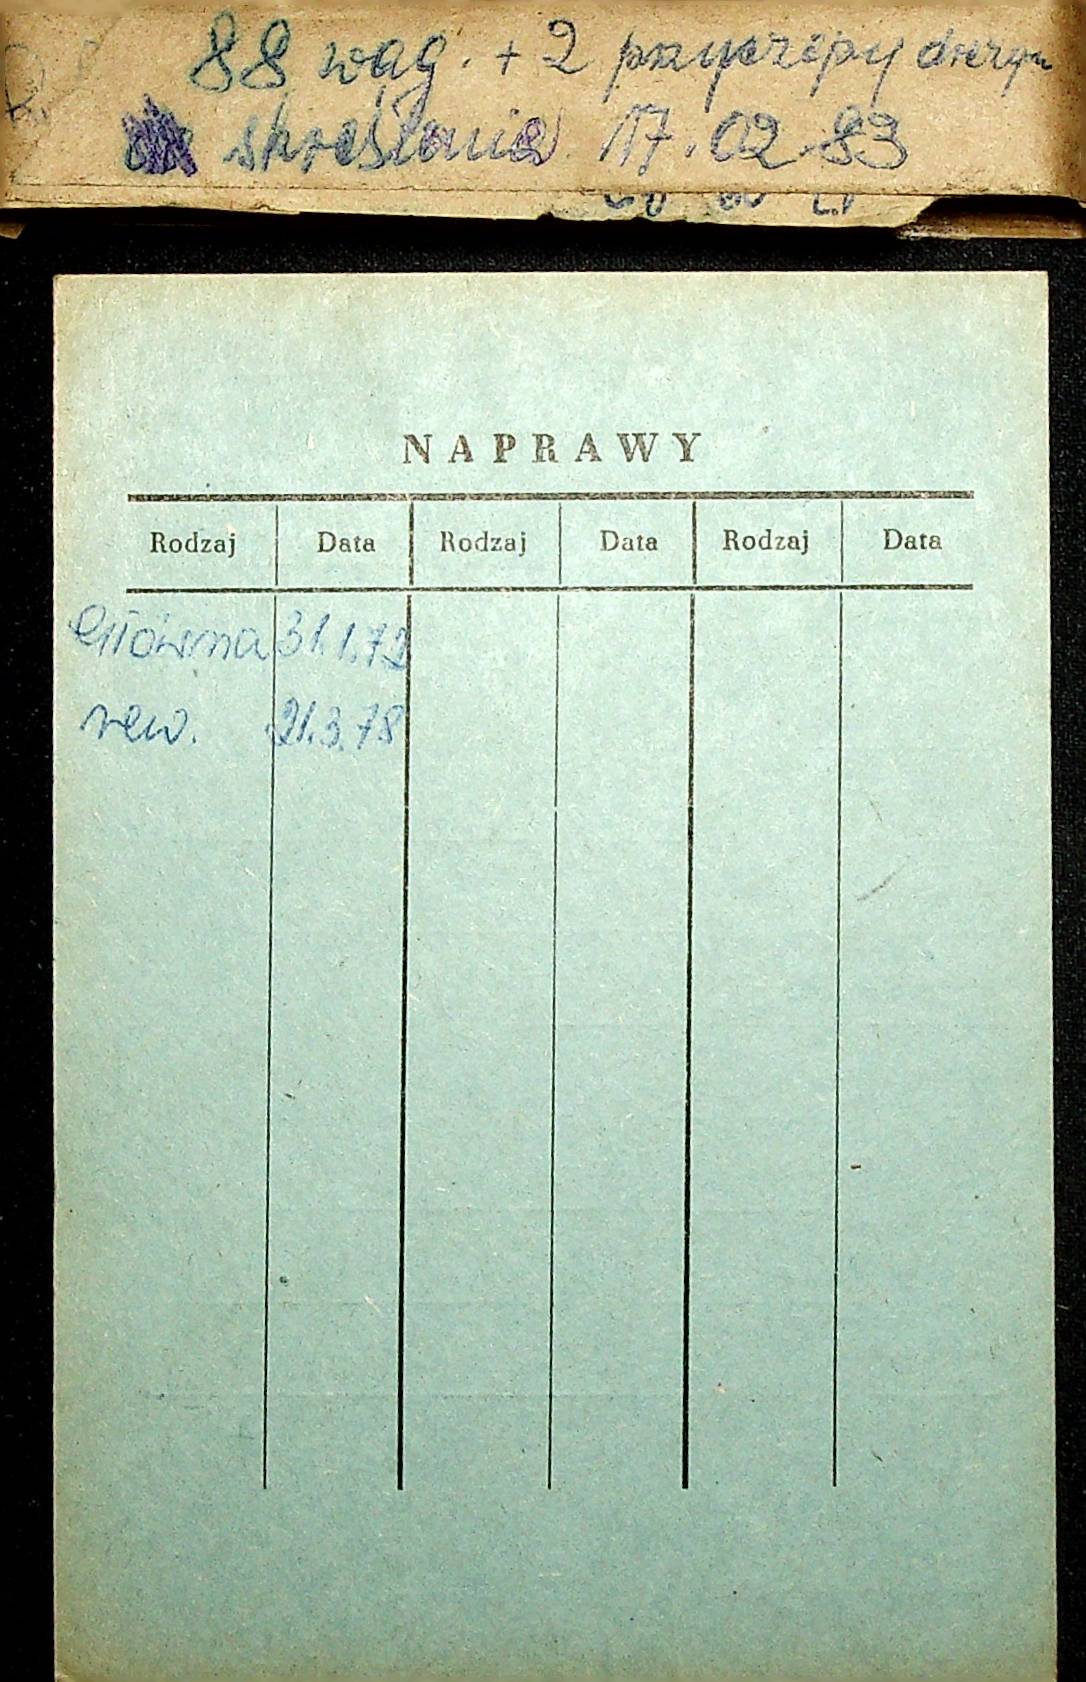 88 wag. + 2 przyczepy drezyn
skreślenia 17.02.83
NAPRAWY
Rodzaj Data Rodzaj Data Rodzaj Data
Główna 31.1.73
rew. 21.3.78